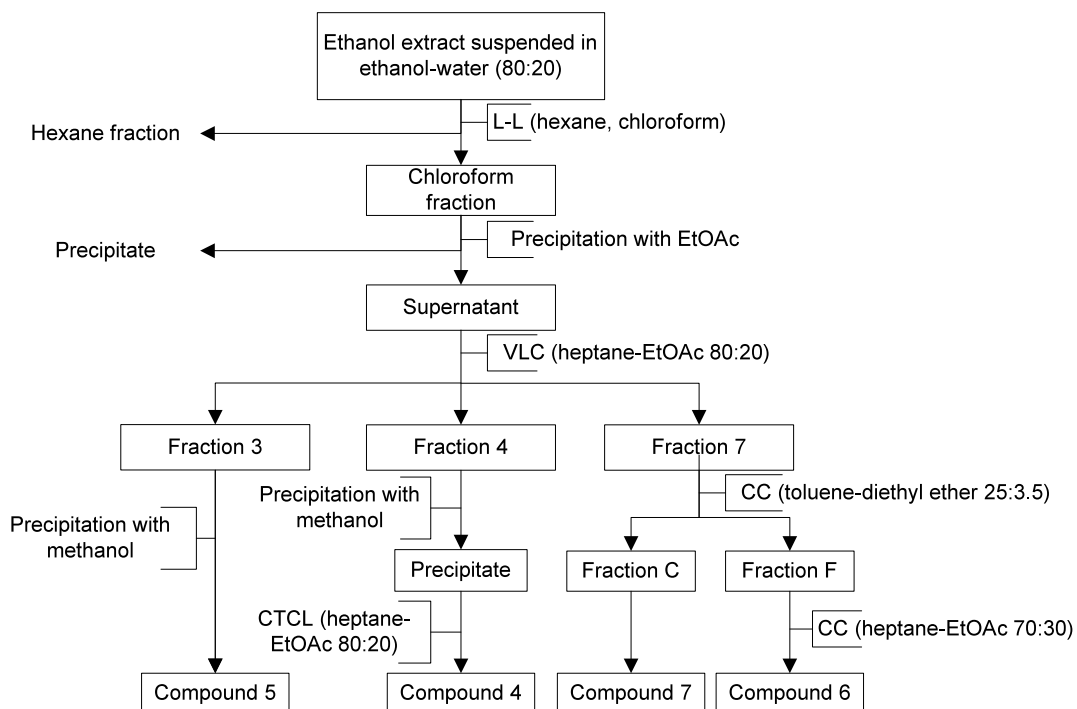 Ethanol extract suspended in
ethanol-water (80:20)
L-L (hexane, chloroform)
Hexane fraction
Chloroform
fraction
Precipitation with EtOAc
Precipitate
Supernatant
VLC (heptane-EtOAc 80:20)
Fraction 3
Fraction 4
Fraction 7
Precipitation with
methanol
CC (toluene-diethyl ether 25:3.5)
Precipitation with
methanol
Precipitate
Fraction C
Fraction F
CTCL (heptane-
EtOAc 80:20)
CC (heptane-EtOAc 70:30)
Compound 5
Compound 4
Compound 7
Compound 6